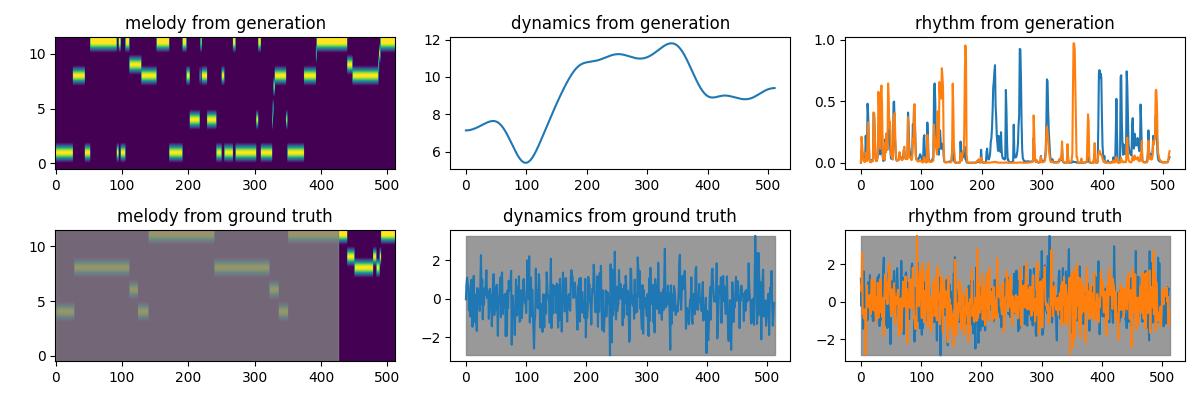 melody from generation
dynamics from generation
rhythm from generation
10
5
0
0 100 200 300 400 500
12
10
8
6
0 100 200 300 400 500
1.0
0.5
0.0
0 100 200 300 400 500
melody from ground truth
dynamics from ground truth
rhythm from ground truth
10
5
0
0 100 200 300 400 500
2
0
−2
0 100 200 300 400 500
2
0
−2
0 100 200 300 400 500